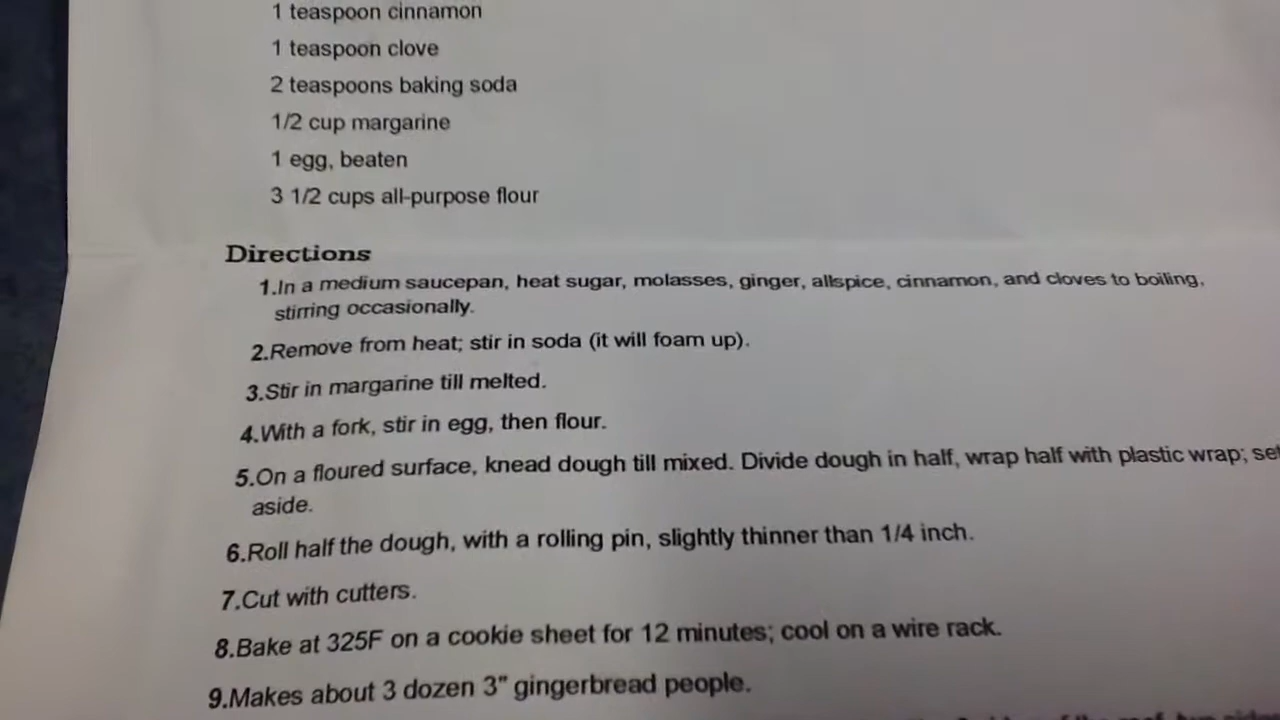 1 teaspoon cinnamon
1 teaspoon clove
2 teaspoons baking soda
1/2 cup margarine
1 egg, beaten
3 1/2 cups all-purpose flour
Directions
1.In a medium saucepan, heat sugar, molasses, ginger, allspice, cinnamon, and cloves to boiling,
stirring occasionally.
2.Remove from heat; stir in soda (it will foam up).
3.Stir in margarine till melted.
4.With a fork, stir in egg, then flour.
5.On a floured surface, knead dough till mixed. Divide dough in half, wrap half with plastic wrap; set
aside.
6.Roll half the dough, with a rolling pin, slightly thinner than 1/4 inch.
7.Cut with cutters.
8.Bake at 325F on a cookie sheet for 12 minutes; cool on a wire rack.
9.Makes about 3 dozen 3" gingerbread people.